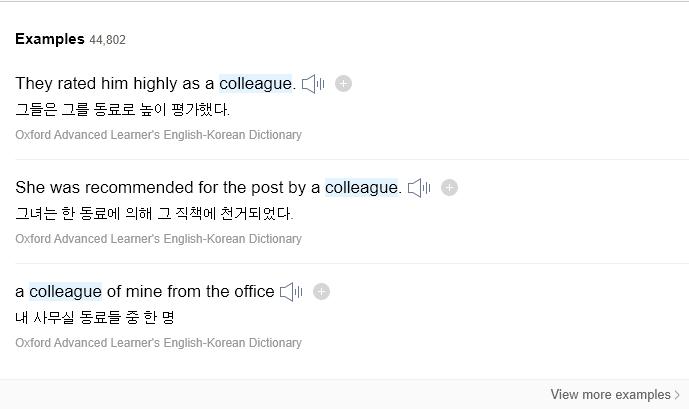 Examples 44,802
They rated him highly as a colleague.
그들은 그를 동료로 높이 평가했다.
Oxford Advanced Learner's English-Korean Dictionary
She was recommended for the post by a colleague.
그녀는 한 동료에 의해 그 직책에 천거되었다.
Oxford Advanced Learner's English-Korean Dictionary
a colleague of mine from the office
내 사무실 동료들 중 한 명
Oxford Advanced Learner's English-Korean Dictionary
View more examples